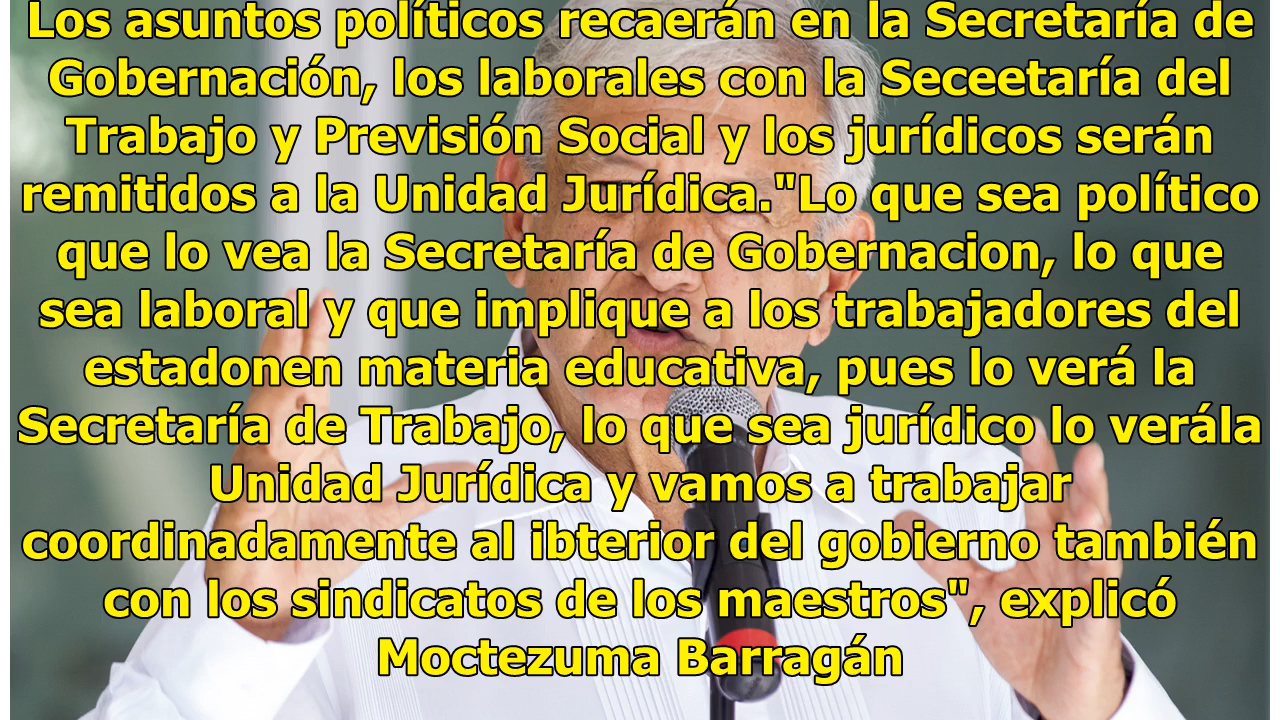 Los asuntos políticos recaerán en la Secretaría de
Gobernación, los laborales con la Seceetaría del
Trabajo y Previsión Social y los jurídicos serán
remitidos a la Unidad Jurídica."Lo que sea político
que lo vea la Secretaría de Gobernacion, lo que
sea laboral y que implique a los trabajadores del
estadonen materia educativa, pues lo verá la
Secretaría de Trabajo, lo que sea jurídico lo verála
Unidad Jurídica y vamos a trabajar
coordinadamente al ibterior del gobierno también
con los sindicatos de los maestros", explicó
Moctezuma Barragán